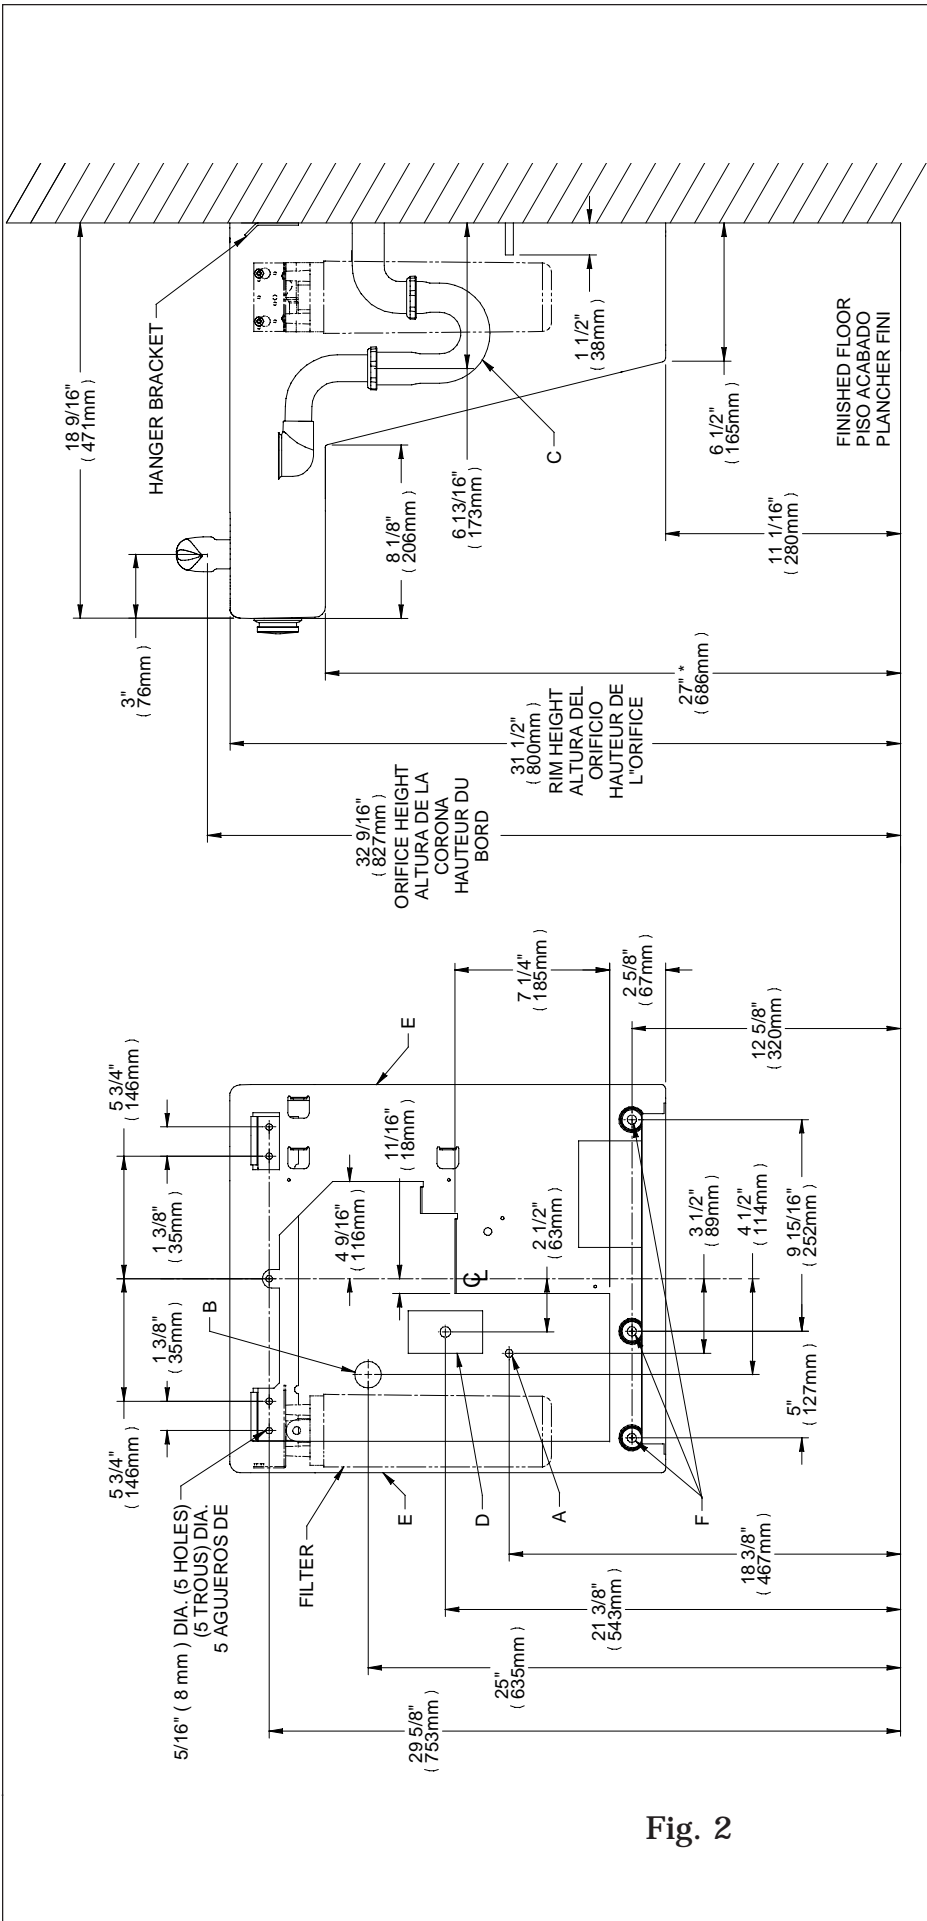 5 3/4"
( 146mm )
1 3/8"
( 35mm )
1 3/8"
( 35mm )
5 3/4"
( 146mm )
5/16" ( 8 mm ) DIA. (5 HOLES)
(5 TROUS) DIA.
5 AGUJEROS DE
B
FILTER
E
E
D
A
F
C
L
11/16"
( 18mm )
4 9/16"
( 116mm )
2 1/2"
( 63mm )
3 1/2"
( 89mm )
4 1/2"
( 114mm )
9 15/16"
( 252mm )
5"
( 127mm )
7 1/4"
( 185mm )
2 5/8"
( 67mm )
12 5/8"
( 320mm )
18 3/8"
( 467mm )
21 3/8"
( 543mm )
25"
( 635mm )
29 5/8"
( 753mm )
18 9/16"
( 471mm )
HANGER BRACKET
3"
( 76mm )
8 1/8"
( 206mm )
6 13/16"
( 173mm )
C
1 1/2"
( 38mm )
6 1/2"
( 165mm )
11 1/16"
( 280mm )
27" *
( 686mm )
31 1/2"
( 800mm )
RIM HEIGHT
ALTURA DEL
ORIFICIO
HAUTEUR DE
L"ORIFICE
32 9/16"
( 827mm )
ORIFICE HEIGHT
ALTURA DE LA
CORONA
HAUTEUR DU
BORD
FINISHED FLOOR
PISO ACABADO
PLANCHER FINI
Fig. 2